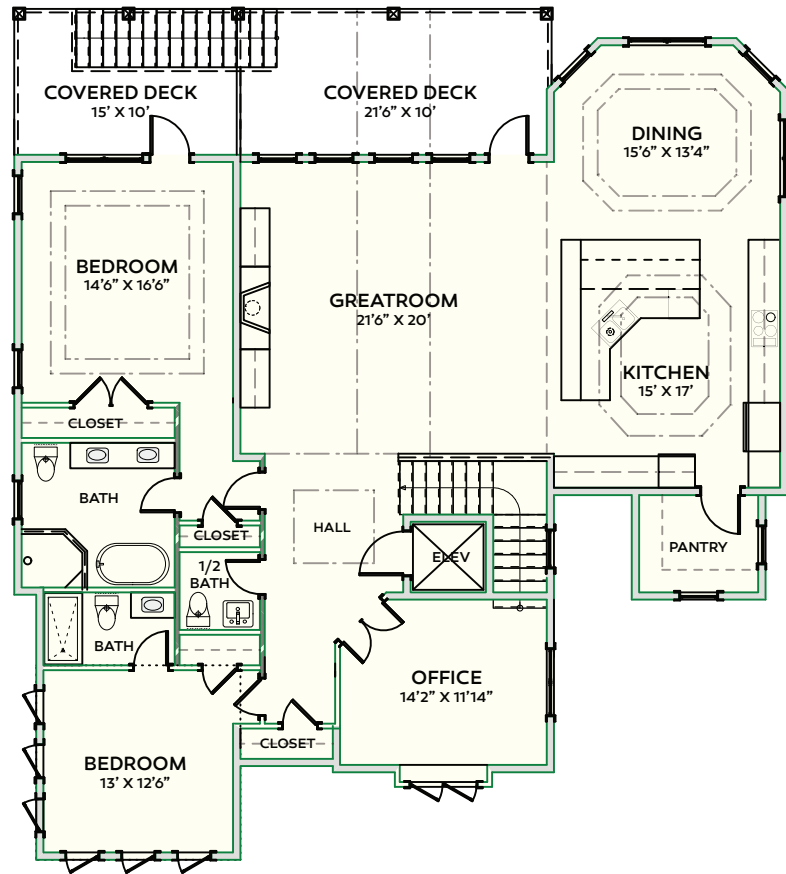 COVERED DECK
15’ X 10’
COVERED DECK
21’6” X 10’
DINING
15’6” X 13’4”
BEDROOM
14’6” X 16’6”
GREATROOM
21’6” X 20’
KITCHEN
15’ X 17’
CLOSET
BATH
HALL
CLOSET
ELEV
PANTRY
1/2
BATH
BATH
OFFICE
14’2” X 11’14”
CLOSET
BEDROOM
13’ X 12’6”